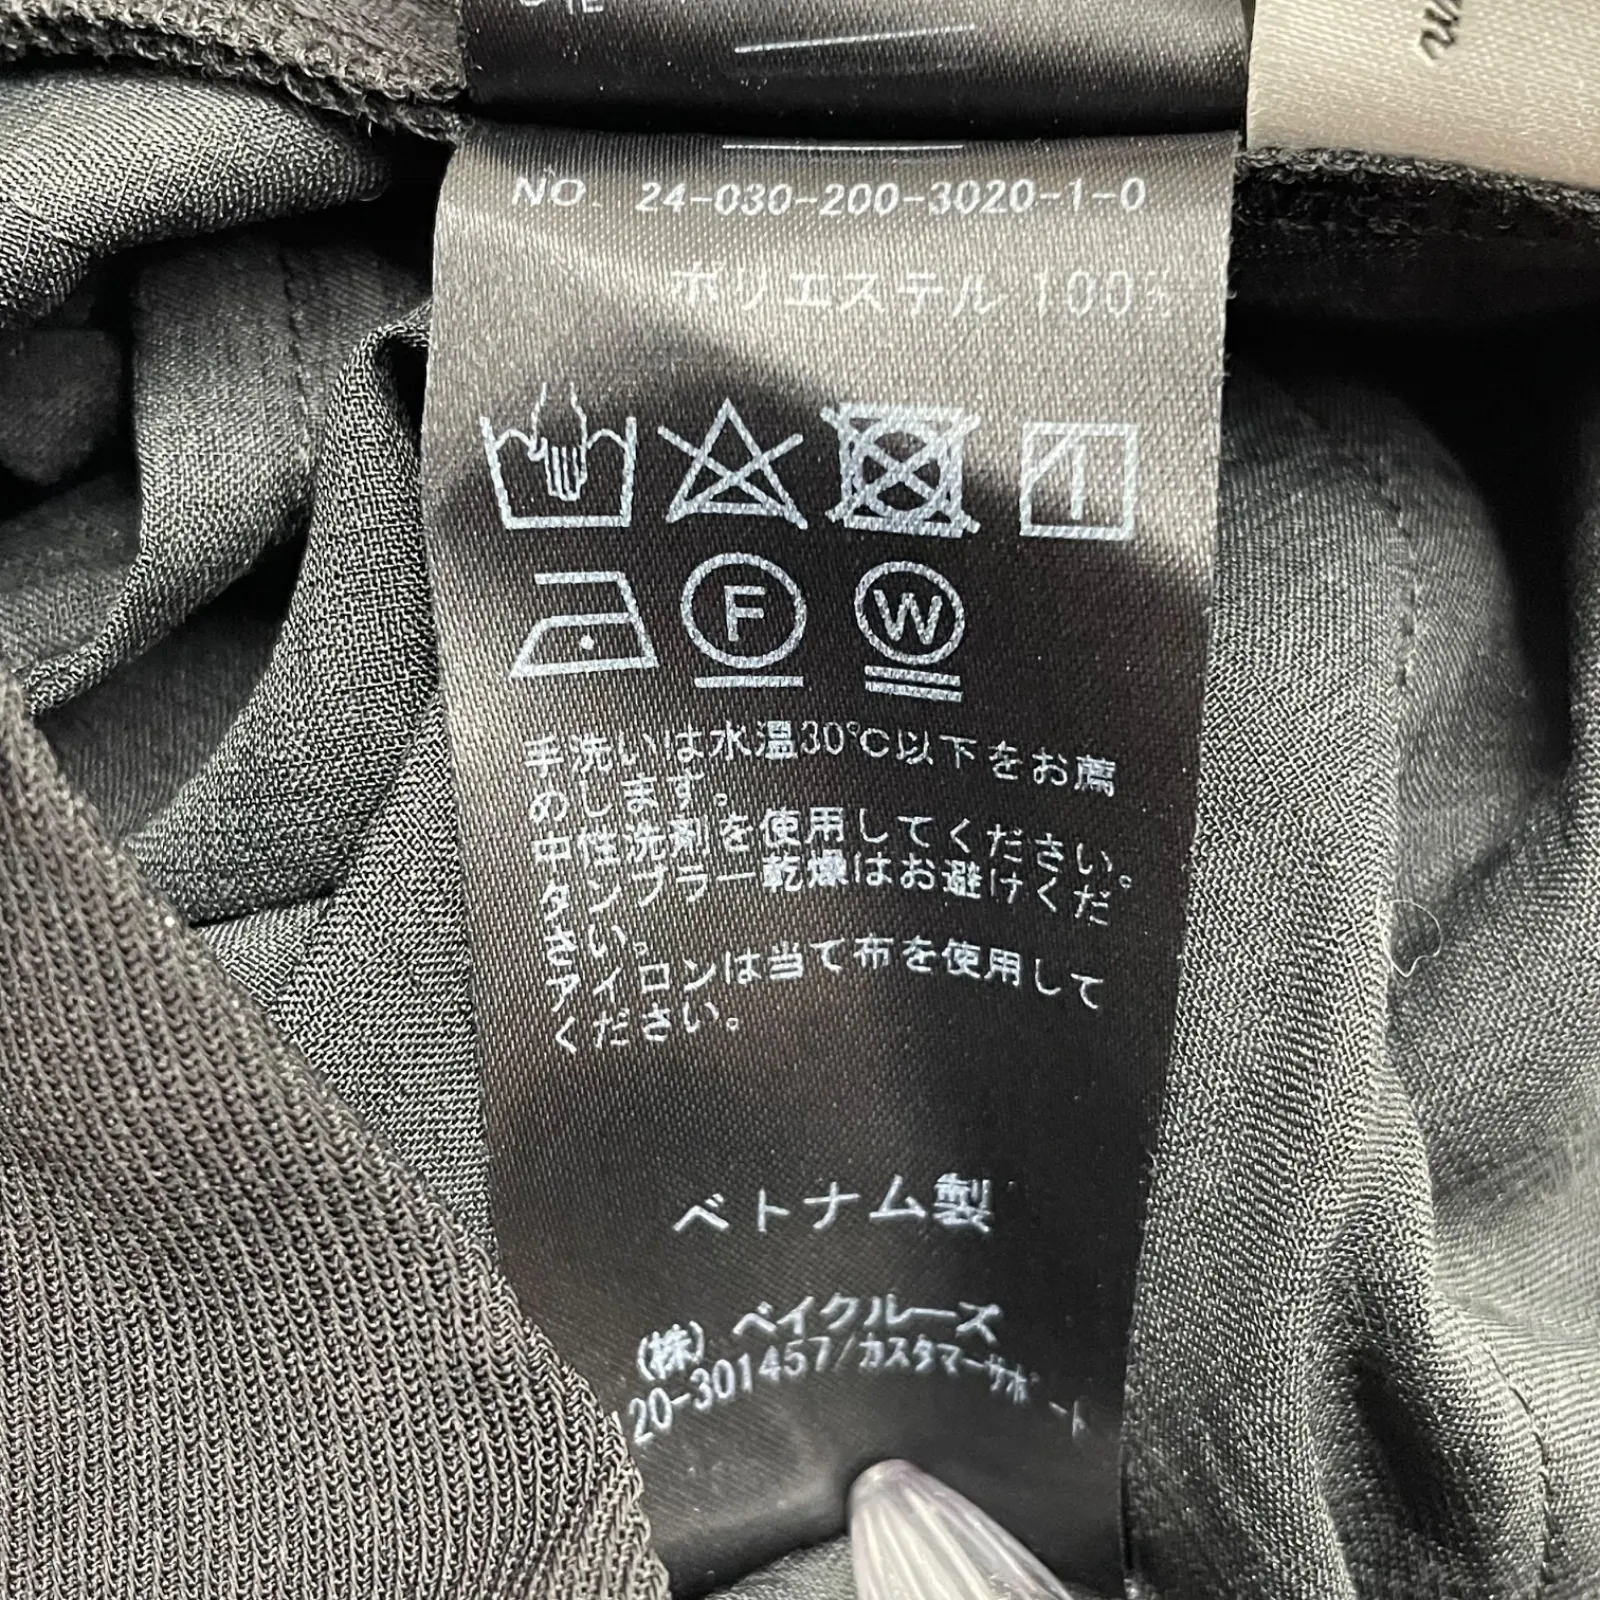 NO. 24-030-200-3020-1-0
ポリエステル 100%
F
W
手洗いは水温30℃以下をお薦
めします。
中性洗剤を使用してください。
タンブラー乾燥はお避けくだ
さい。
アイロンは当て布を使用して
ください。
ベトナム製
(株) ベイクルーズ
120-301457/カスタマーサポート